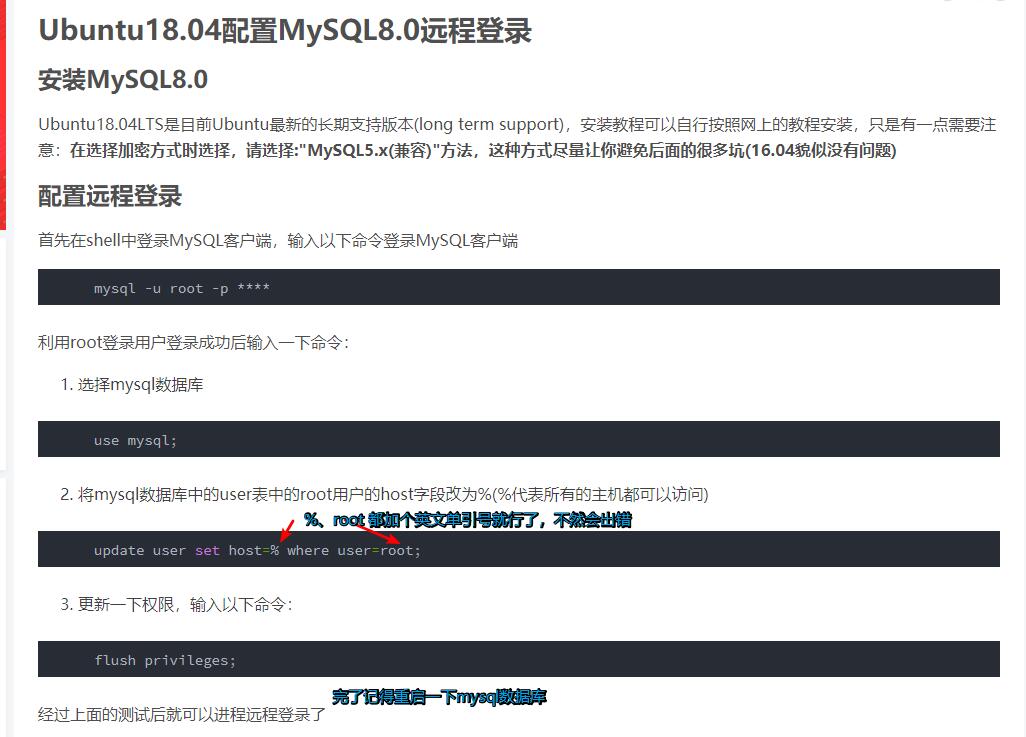 Ubuntu18.04配置MySQL8.0远程登录
安装MySQL8.0
Ubuntu18.04LTS是目前Ubuntu最新的长期支持版本(long term support)，安装教程可以自行按照网上的教程安装，只是有一点需要注
意：在选择加密方式时选择，请选择:"MySQL5.x(兼容)"方法，这种方式尽量让你避免后面的很多坑(16.04貌似没有问题)
配置远程登录
首先在shell中登录MySQL客户端，输入以下命令登录MySQL客户端
mysql -u root -p ****
利用root登录用户登录成功后输入一下命令：
1. 选择mysql数据库
use mysql;
2. 将mysql数据库中的user表中的root用户的host字段改为%(%代表所有的主机都可以访问)
%、root 都加个英文单引号就行了，不然会出错
update user set host=% where user=root;
3. 更新一下权限，输入以下命令：
flush privileges;
完了记得重启一下mysql数据库
经过上面的测试后就可以进程远程登录了